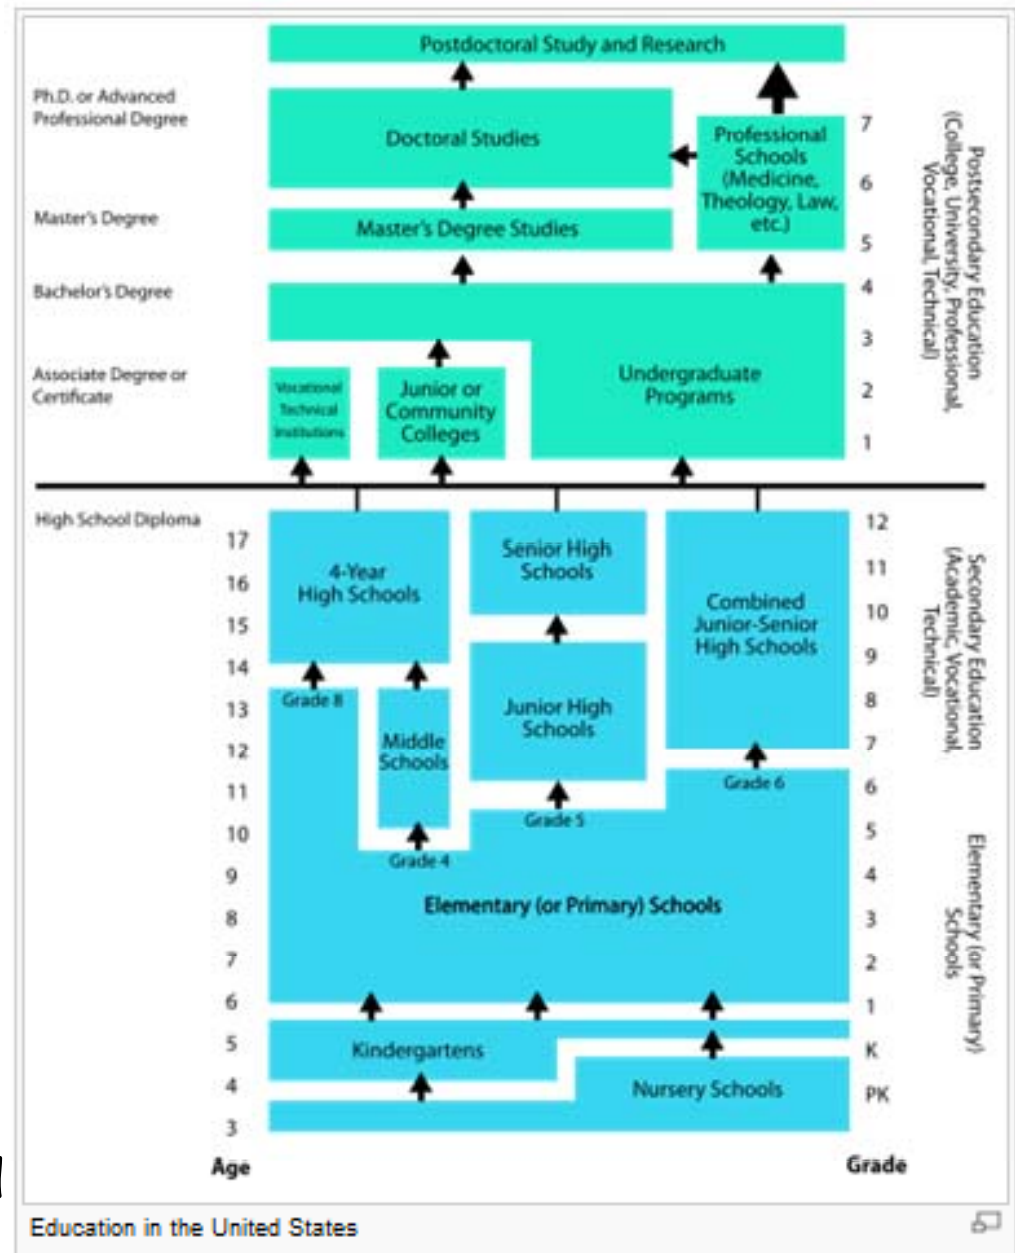 Postdoctoral Study and Research
Ph.D. or Advanced
Professional Degree
Doctoral Studies
Professional
Schools
(Medicine,
Theology, Law,
etc.)
7
6
5
Master's Degree
Master's Degree Studies
Bachelor's Degree
4
3
2
1
Associate Degree or
Certificate
Vocational
Technical
Institutions
Junior or
Community
Colleges
Undergraduate
Programs
Postsecondary Education
(College, University, Professional,
Vocational, Technical)
High School Diploma
17
16
15
14
13
12
11
10
9
8
7
6
5
4
3
4-Year
High Schools
Senior High
Schools
Combined
Junior-Senior
High Schools
Grade 8
Middle
Schools
Junior High
Schools
Grade 6
Grade 5
Grade 4
Elementary (or Primary) Schools
Kindergartens
Nursery Schools
12
11
10
9
8
7
6
5
4
3
2
1
K
PK
Secondary Education
(Academic, Vocational,
Technical)
Elementary (or Primary)
Schools
Age
Grade
Education in the United States